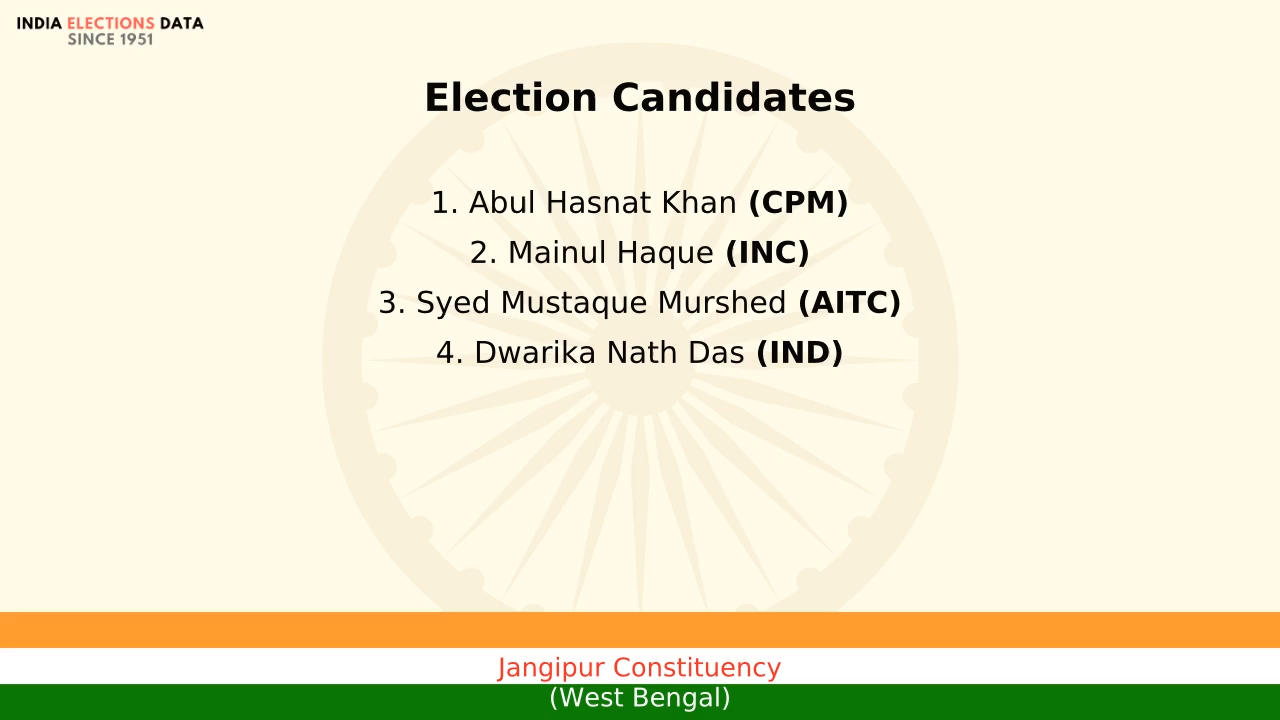 INDIA ELECTIONS DATA
SINCE 1951
Election Candidates
1. Abul Hasnat Khan (CPM)
2. Mainul Haque (INC)
3. Syed Mustaque Murshed (AITC)
4. Dwarika Nath Das (IND)
Jangipur Constituency
(West Bengal)